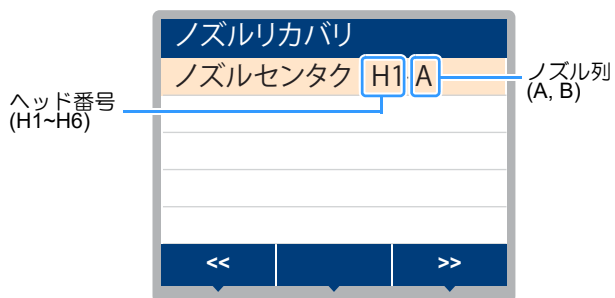 ノズルリカバリ
ノズルセンタク H1 A
ヘッド番号
(H1~H6)
ノズル列
(A, B)
<< >>